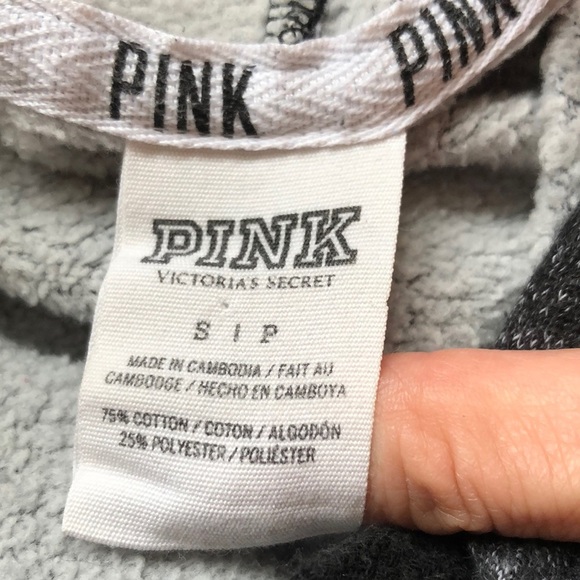 PINK PINK
PINK
VICTORIA'S SECRET
S | P
MADE IN CAMBODIA / FAIT AU
CAMBODGE / HECHO EN CAMBOYA
75% COTTON / COTON / ALGODÓN
25% POLYESTER / POLIÉSTER